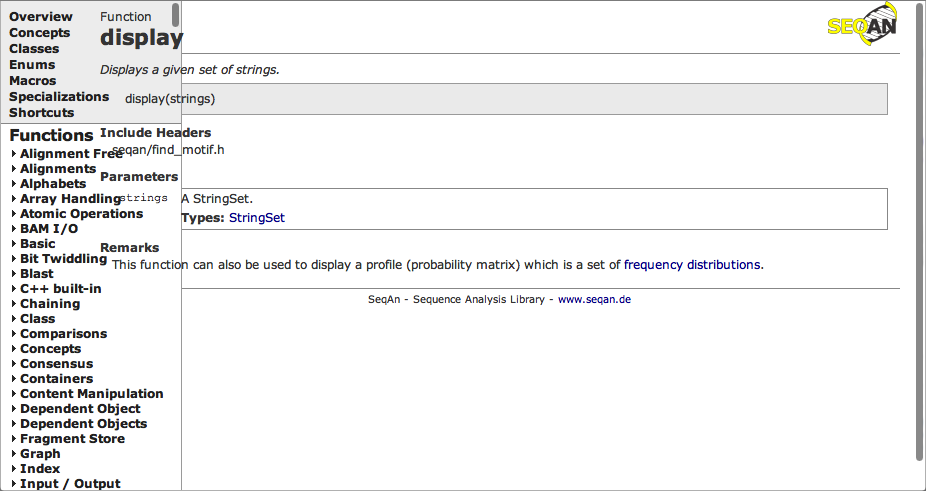 Overview
Concepts
Classes
Enums
Macros
Specializations
Shortcuts
Functions
Alignment Free
Alignments
Alphabets
Array Handling
Atomic Operations
BAM I/O
Basic
Bit Twiddling
Blast
C++ built-in
Chaining
Class
Comparisons
Concepts
Consensus
Containers
Content Manipulation
Dependent Object
Dependent Objects
Fragment Store
Graph
Index
Input / Output
Function
display
SEQAN
Displays a given set of strings.
display(strings)
Include Headers
seqan/find_motif.h
Parameters
strings A StringSet.
Types: StringSet
Remarks
This function can also be used to display a profile (probability matrix) which is a set of frequency distributions.
SeqAn - Sequence Analysis Library - www.seqan.de